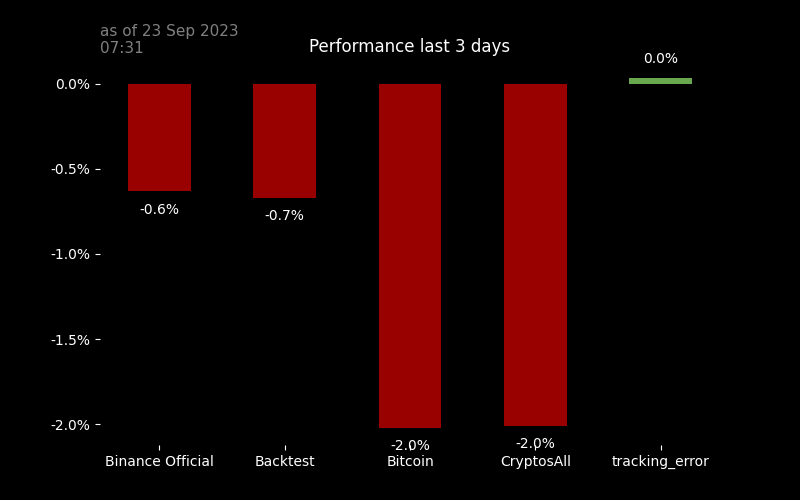 as of 23 Sep 2023
07:31
Performance last 3 days
0.0%
0.0%
-0.5%
-0.6%
-0.7%
-1.0%
-1.5%
-2.0%
-2.0%
-2.0%
Binance Official
Backtest
Bitcoin
CryptosAll
tracking_error